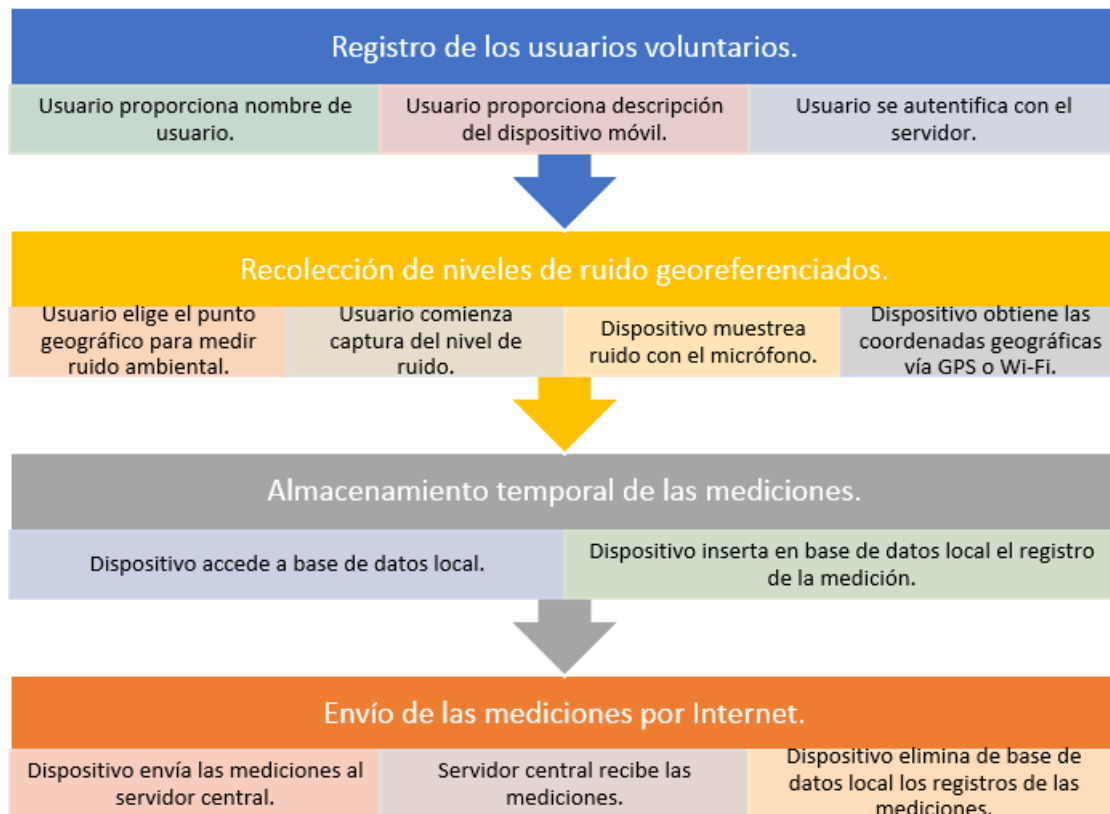 Registro de los usuarios voluntarios.
Usuario proporciona nombre de
usuario.
Usuario proporciona descripción
del dispositivo móvil.
Usuario se autentifica con el
servidor.
Recolección de niveles de ruido georeferenciados.
Usuario elige el punto
geográfico para medir
ruido ambiental.
Usuario comienza
captura del nivel de
ruido.
Dispositivo muestrea
ruido con el micrófono.
Dispositivo obtiene las
coordenadas geográficas
vía GPS o Wi-Fi.
Almacenamiento temporal de las mediciones.
Dispositivo accede a base de datos local.
Dispositivo inserta en base de datos local el registro
de la medición.
Envío de las mediciones por Internet.
Dispositivo envía las mediciones al
servidor central.
Servidor central recibe las
mediciones.
Dispositivo elimina de base de
datos local los registros de las
mediciones.